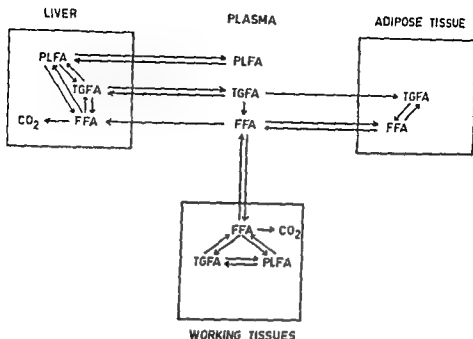 LIVER
PLASMA
ADIPOSE TISSUE
PLFA
PLFA
TGFA
TGFA
TGFA
CO2
FFA
FFA
FFA
FFA
CO2
TGFA
PLFA
WORKING TISSUES